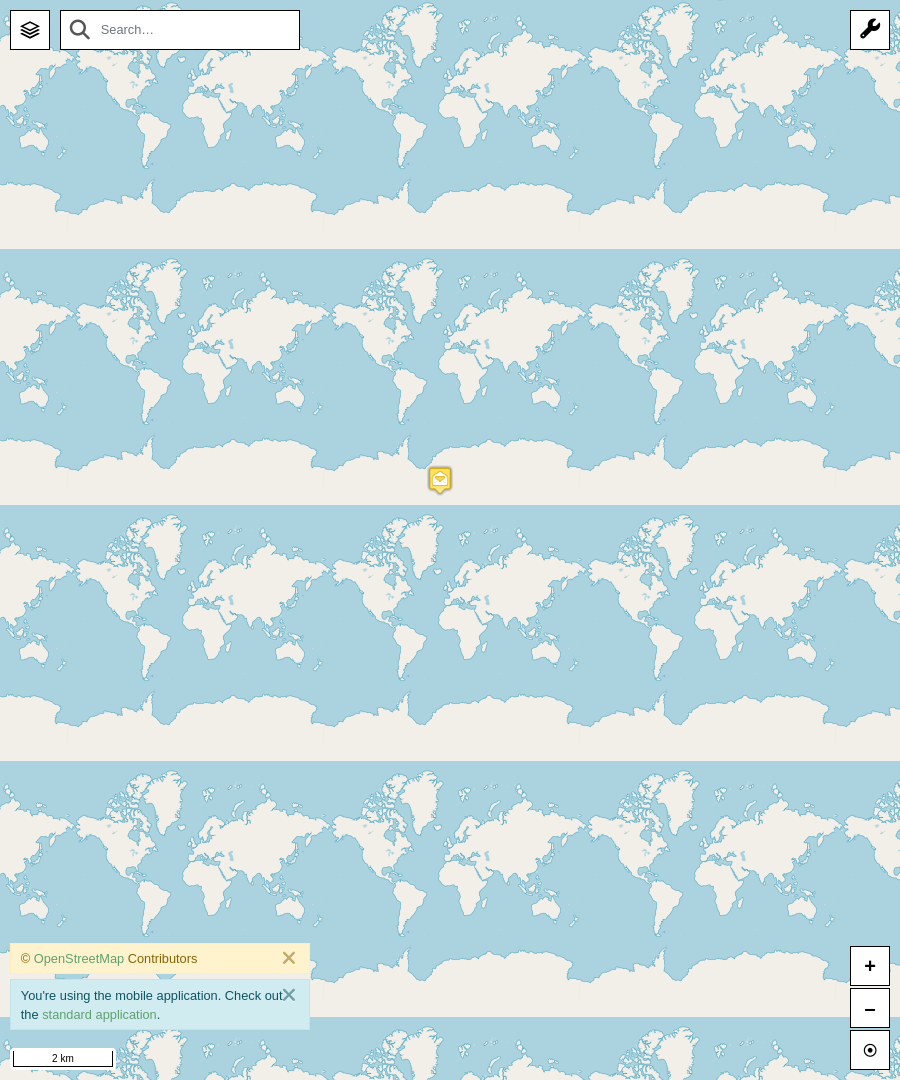 Search…
© OpenStreetMap Contributors
You're using the mobile application. Check out
the standard application.
2 km